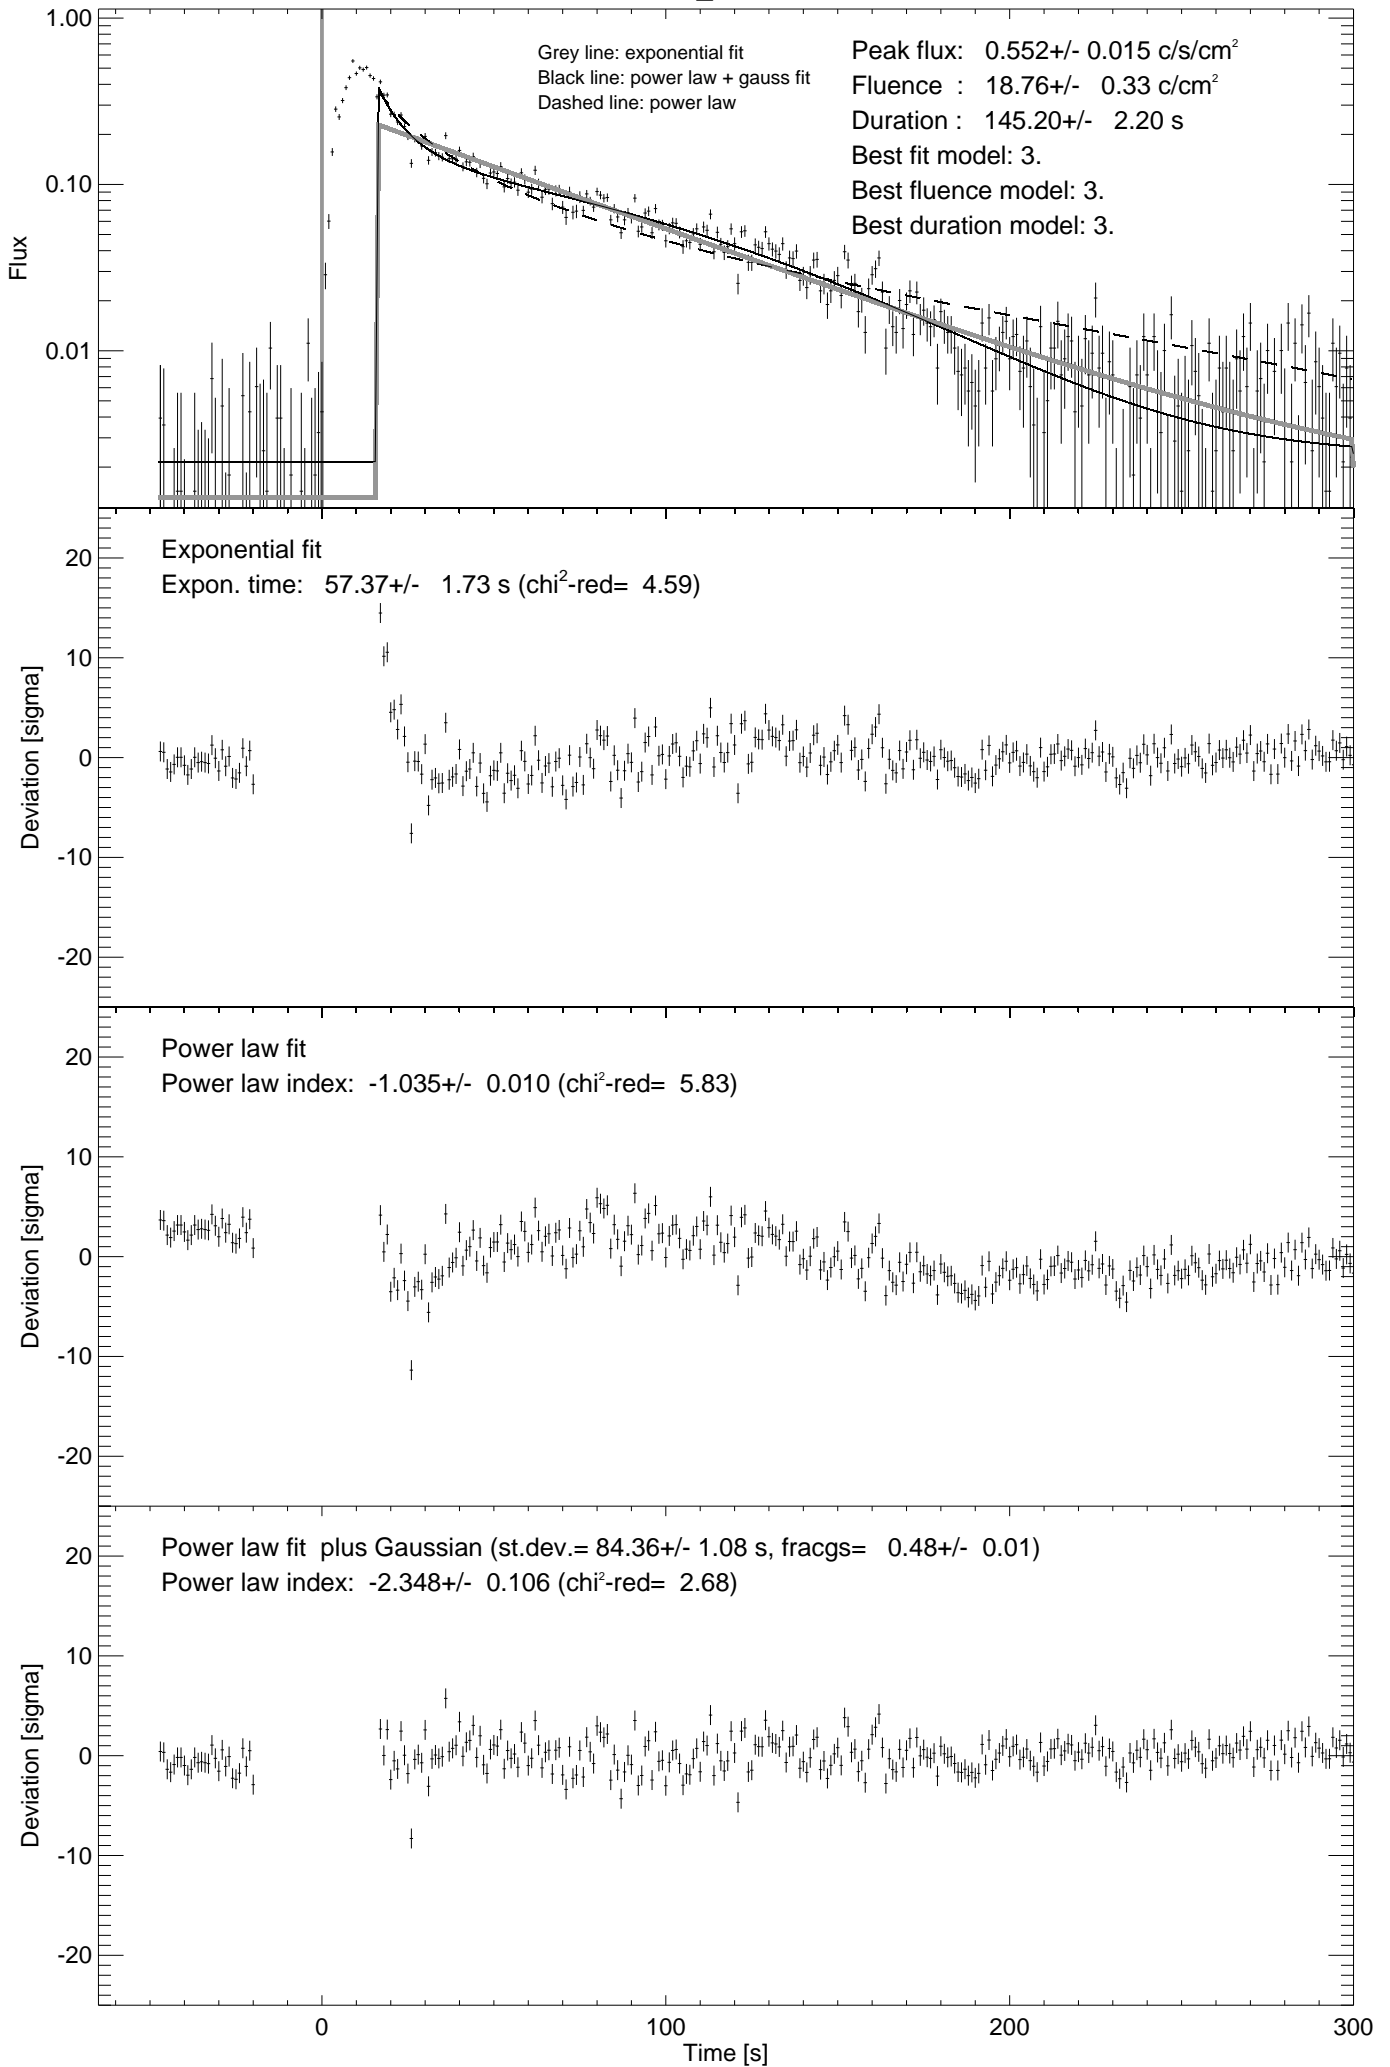 1.00
Grey line: exponential fit
Black line: power law + gauss fit
Dashed line: power law
Peak flux: 0.552+/- 0.015 c/s/cm²
Fluence : 18.76+/- 0.33 c/cm²
Duration : 145.20+/- 2.20 s
Best fit model: 3.
Best fluence model: 3.
Best duration model: 3.
0.10
0.01
Flux
Exponential fit
Expon. time: 57.37+/- 1.73 s (chi²-red= 4.59)
20
10
0
-10
-20
Deviation [sigma]
Power law fit
Power law index: -1.035+/- 0.010 (chi²-red= 5.83)
20
10
0
-10
-20
Deviation [sigma]
Power law fit plus Gaussian (st.dev.= 84.36+/- 1.08 s, fracgs= 0.48+/- 0.01)
Power law index: -2.348+/- 0.106 (chi²-red= 2.68)
20
10
0
-10
-20
Deviation [sigma]
0 100 200 300
Time [s]